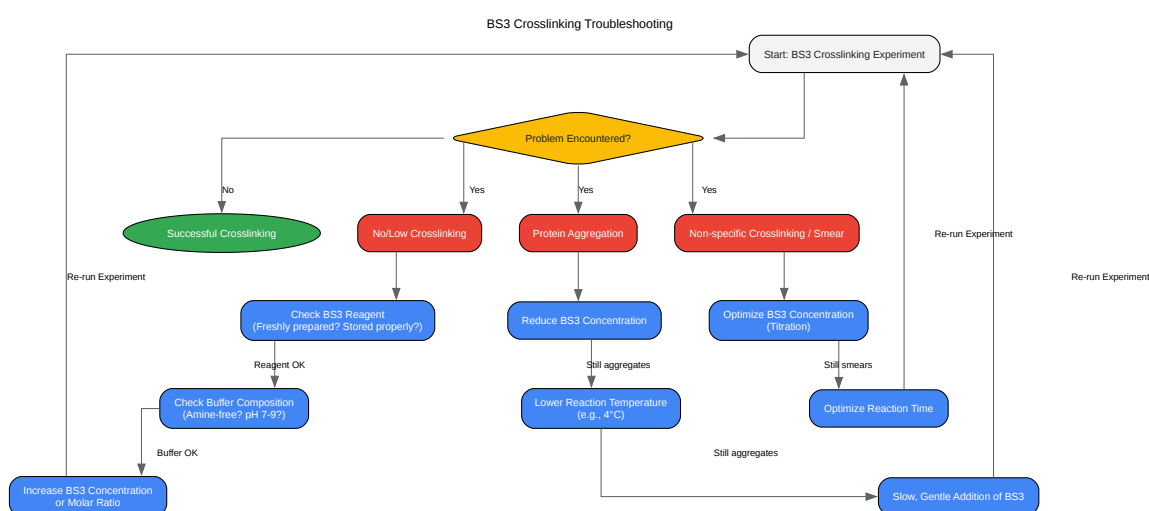 BS3 Crosslinking Troubleshooting
Start: BS3 Crosslinking Experiment
Problem Encountered?
No
Yes
Yes
Yes
Successful Crosslinking
No/Low Crosslinking
Protein Aggregation
Non-specific Crosslinking / Smear
Re-run Experiment
Re-run Experiment
Re-run Experiment
Check BS3 Reagent
(Freshly prepared? Stored properly?)
Reduce BS3 Concentration
Optimize BS3 Concentration
(Titration)
Reagent OK
Still aggregates
Still smears
Check Buffer Composition
(Amine-free? pH 7-9?)
Lower Reaction Temperature
(e.g., 4°C)
Optimize Reaction Time
Buffer OK
Still aggregates
Increase BS3 Concentration
or Molar Ratio
Slow, Gentle Addition of BS3